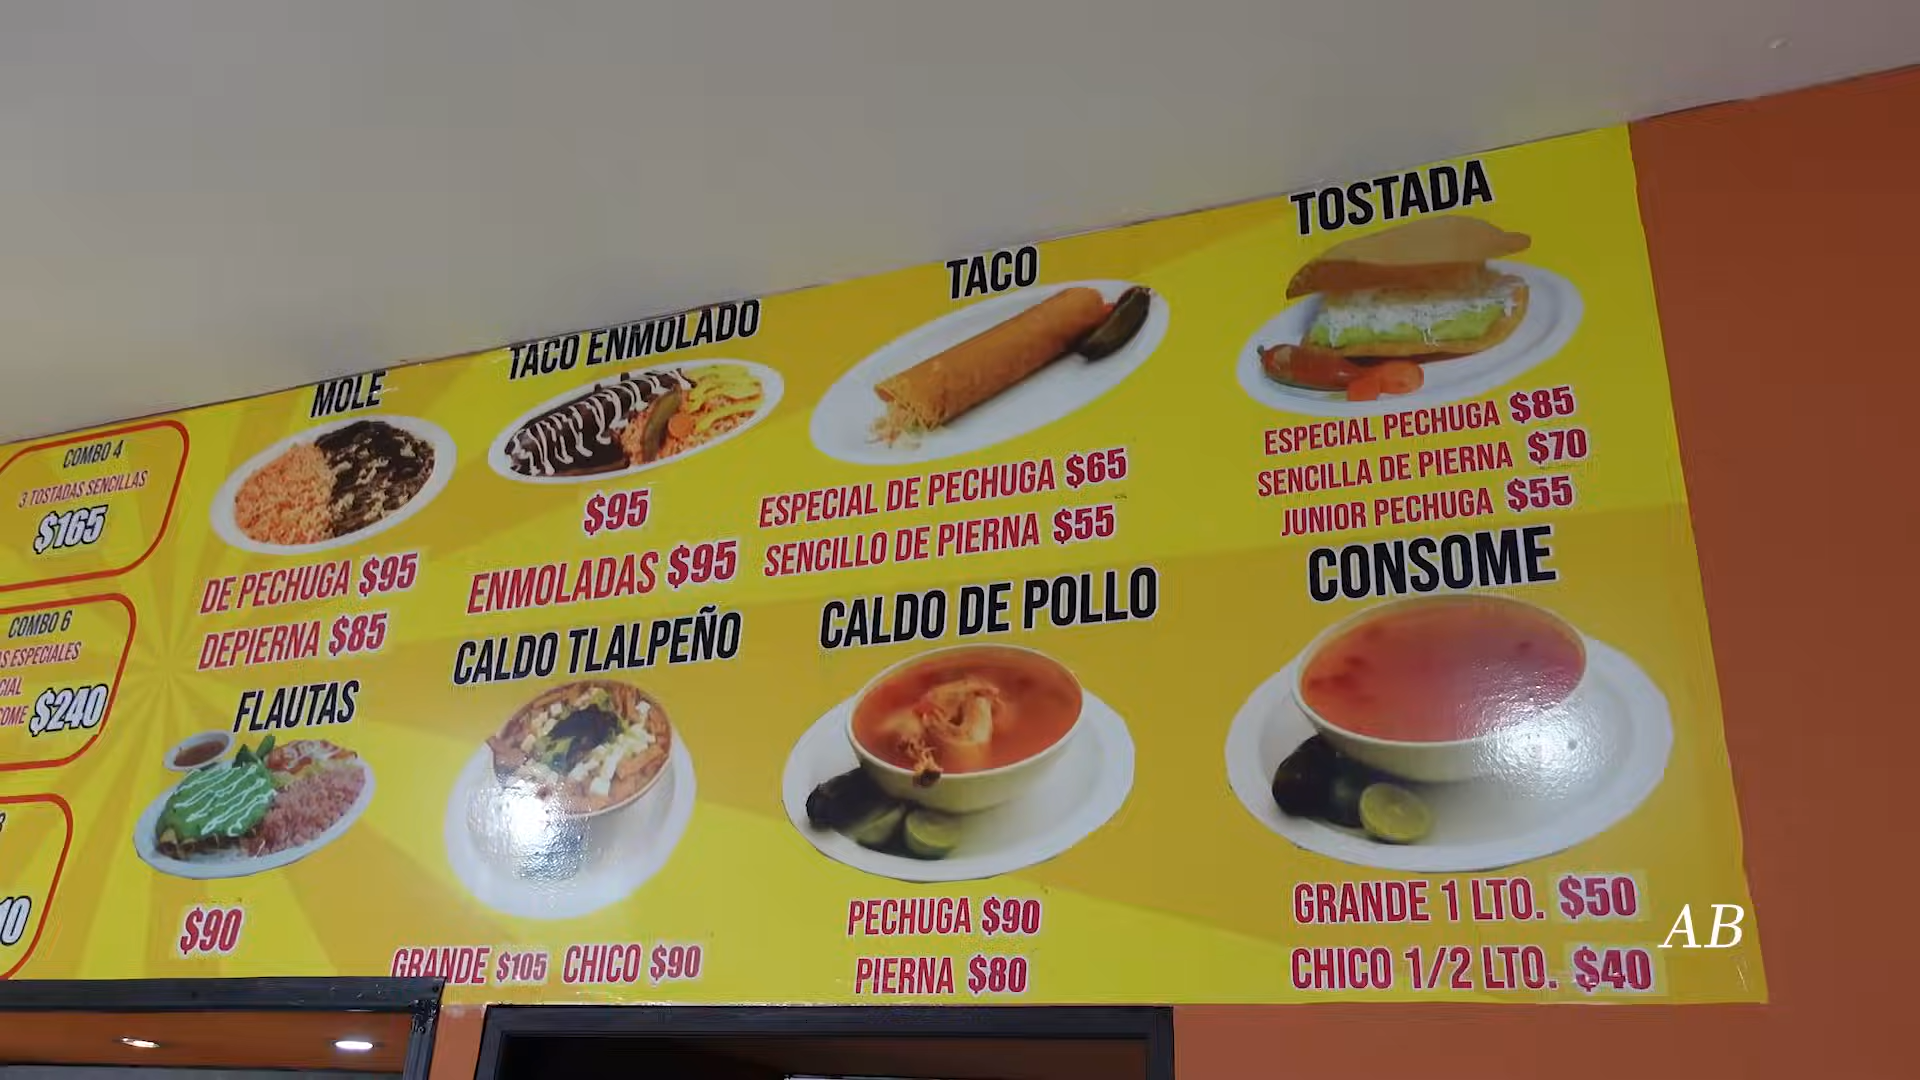 COMBO 4
3 TOSTADAS SENCILLAS
$165
COMBO 6
ESPECIALES
$240
MOLE
DE PECHUGA $95
DEPIERNA $85
TACO ENMOLADO
$95
ENMOLADAS $95
TACO
ESPECIAL DE PECHUGA $65
SENCILLO DE PIERNA $55
TOSTADA
ESPECIAL PECHUGA $85
SENCILLA DE PIERNA $70
JUNIOR PECHUGA $55
FLAUTAS
$90
CALDO TLALPEÑO
GRANDE $105 CHICO $90
CALDO DE POLLO
PECHUGA $90
PIERNA $80
CONSOME
GRANDE 1 LTO. $50
CHICO 1/2 LTO. $40
AB